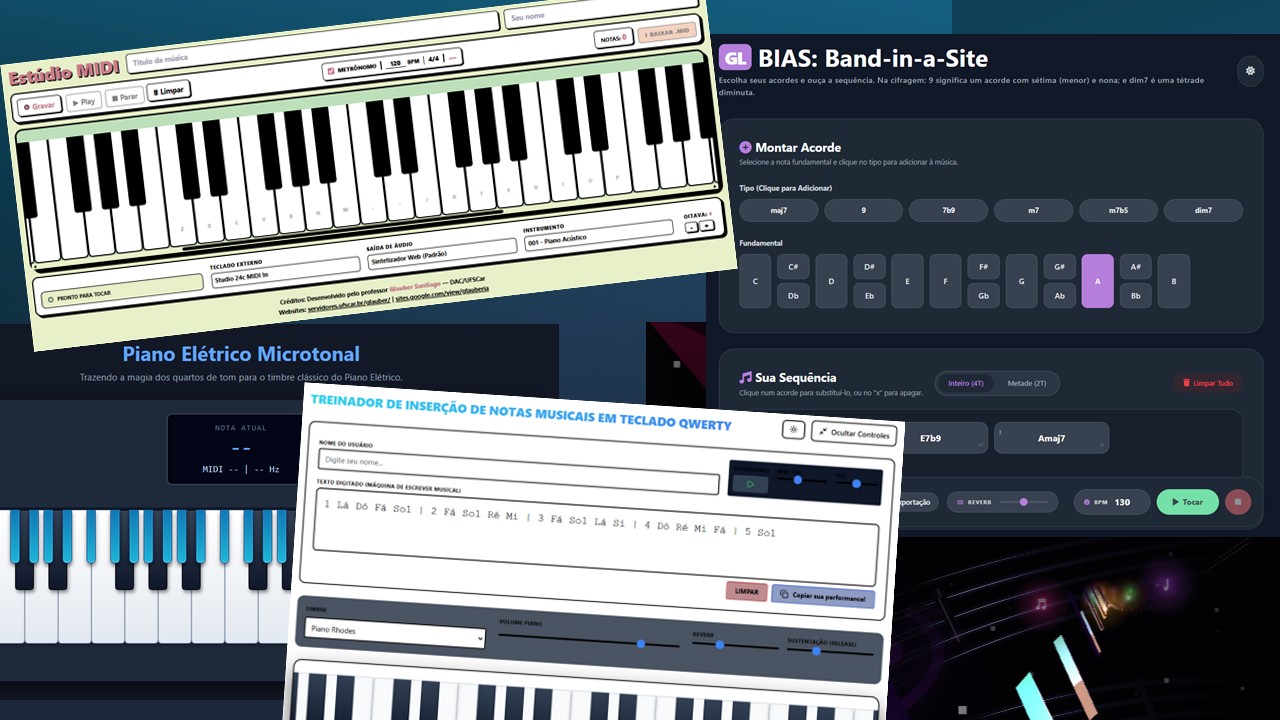 Estúdio MIDI
Título da música
Seu nome
Gravar
Play
Parar
Limpar
METRÔNOMO
120 BPM
4/4
NOTAS: 0
BAIXAR .MID
PRONTO PARA TOCAR
TECLADO EXTERNO
Studio 24c MIDI In
SAÍDA DE ÁUDIO
Sintetizador Web (Padrão)
INSTRUMENTO
001 - Piano Acústico
OITAVA: 4
- +
Créditos: Desenvolvido pelo professor Glauber Santiago — DAC/UFSCar
Websites: servidores.ufscar.br/glauber/ | sites.google.com/view/glauberia
GL BIAS: Band-in-a-Site
Escolha seus acordes e ouça a sequência. Na cifragem: 9 significa um acorde com sétima (menor) e nona; e dim7 é uma tétrade
diminuta.
Montar Acorde
Selecione a nota fundamental e clique no tipo para adicionar à música.
Tipo (Clique para Adicionar)
maj7 9 7b9 m7 m7b5 dim7
Fundamental
C# D# F# G# A#
C D E F G A B
Db Eb Gb Ab Bb
Sua Sequência
Clique num acorde para substituí-lo, ou no "x" para apagar.
Inteiro (4T)
Metade (2T)
Limpar Tudo
E7b9
Amaj7
portação
REVERB
BPM 130
Tocar
Piano Elétrico Microtonal
Trazendo a magia dos quartos de tom para o timbre clássico do Piano Elétrico.
NOTA ATUAL
--
MIDI -- | -- Hz
TREINADOR DE INSERÇÃO DE NOTAS MUSICAIS EM TECLADO QWERTY
Ocultar Controles
NOME DO USUÁRIO
Digite seu nome...
TEXTO DIGITADO (MÁQUINA DE ESCREVER MUSICAL)
1 Lá Dó Fá Sol | 2 Fá Sol Ré Mi | 3 Fá Sol Lá Si | 4 Dó Ré Mi Fá | 5 Sol
LIMPAR
Copiar sua performance!
TIMBRE
Piano Rhodes
VOLUME PIANO
REVERB
SUSTENTAÇÃO (RELEASE)